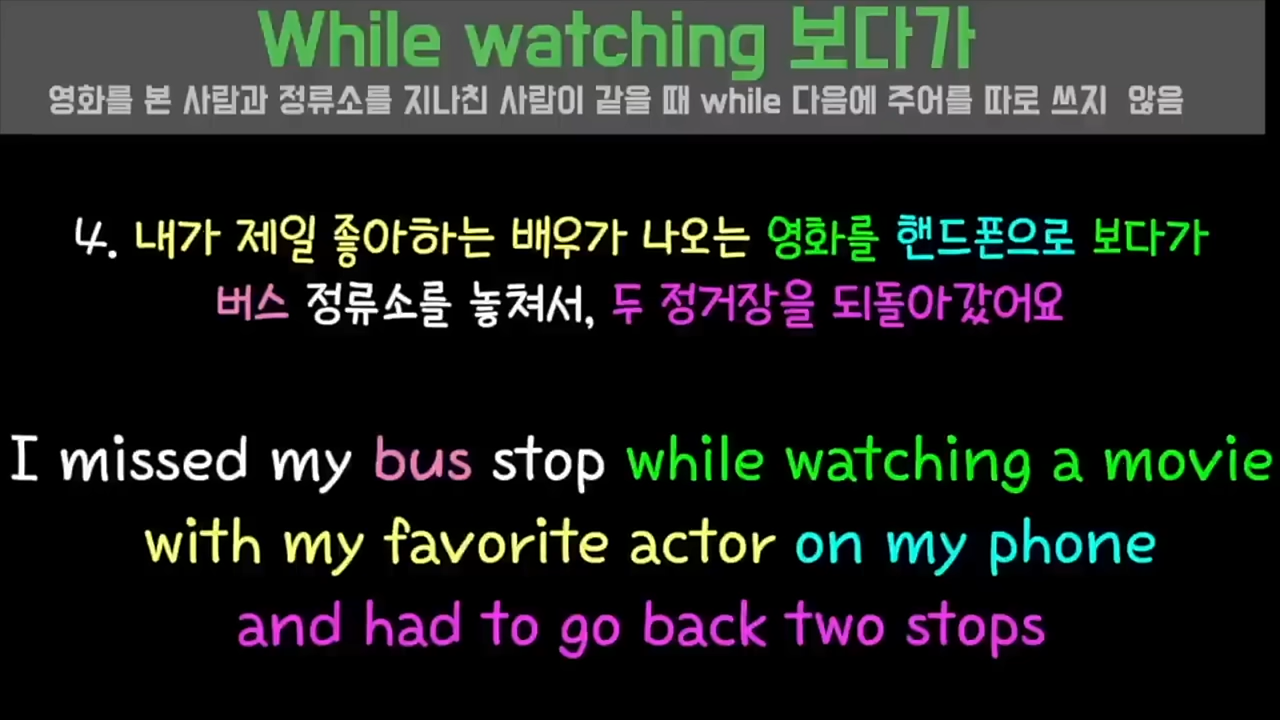 While watching 보다가
영화를 본 사람과 정류소를 지나친 사람이 같을 때 while 다음에 주어를 따로 쓰지 않음
4. 내가 제일 좋아하는 배우가 나오는 영화를 핸드폰으로 보다가
버스 정류소를 놓쳐서, 두 정거장을 되돌아갔어요
I missed my bus stop while watching a movie
with my favorite actor on my phone
and had to go back two stops